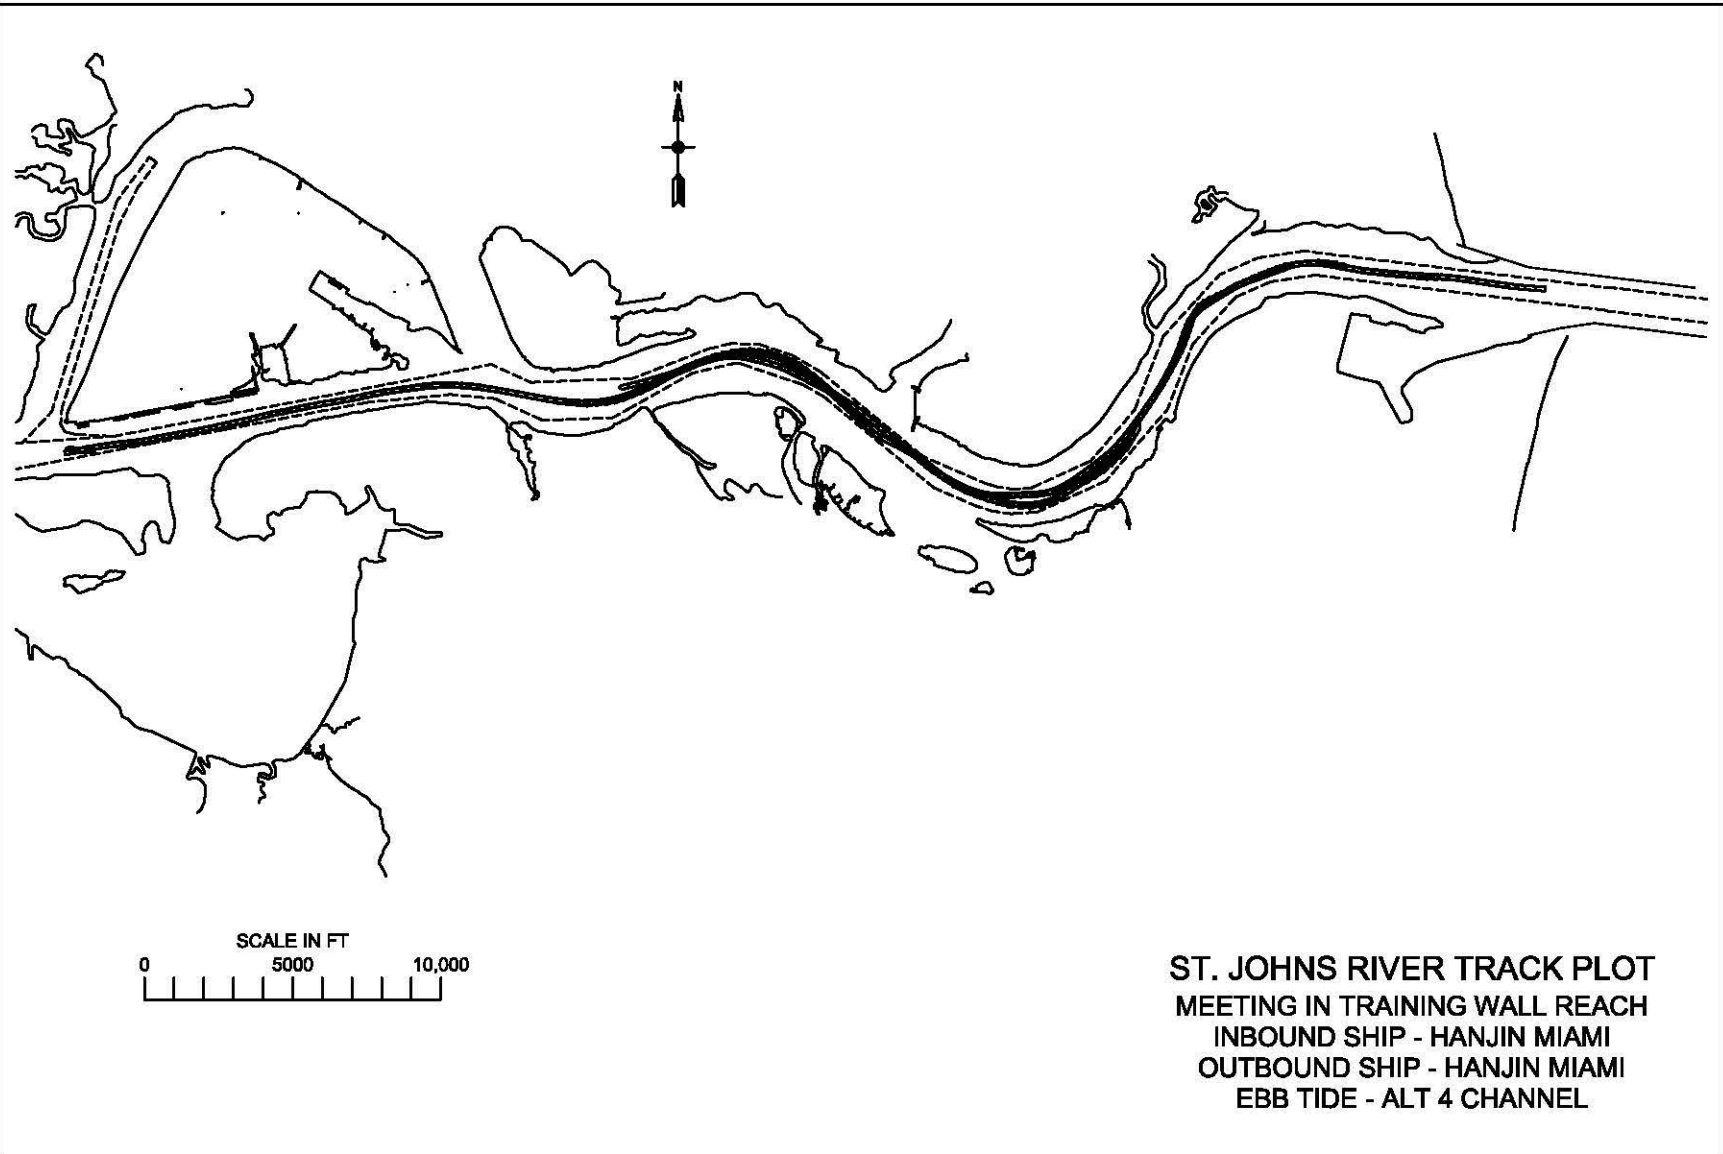 N
SCALE IN FT
0 5000 10,000
ST. JOHNS RIVER TRACK PLOT
MEETING IN TRAINING WALL REACH
INBOUND SHIP - HANJIN MIAMI
OUTBOUND SHIP - HANJIN MIAMI
EBB TIDE - ALT 4 CHANNEL